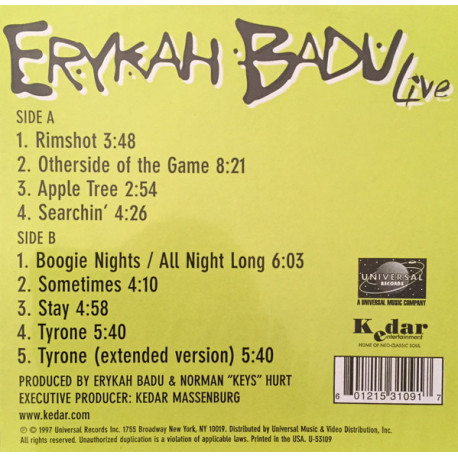 ERYKAH BADU Live
SIDE A
1. Rimshot 3:48
2. Otherside of the Game 8:21
3. Apple Tree 2:54
4. Searchin’ 4:26
SIDE B
1. Boogie Nights / All Night Long 6:03
2. Sometimes 4:10
3. Stay 4:58
4. Tyrone 5:40
5. Tyrone (extended version) 5:40
UNIVERSAL
RECORDS
A UNIVERSAL MUSIC COMPANY
Kedar
entertainment
HOME OF NEO-CLASSIC SOUL
PRODUCED BY ERYKAH BADU & NORMAN "KEYS" HURT
EXECUTIVE PRODUCER: KEDAR MASSENBURG
www.kedar.com
6 01215 31091 7
℗ © 1997 Universal Records Inc. 1755 Broadway New York, NY 10019. Distributed by Universal Music & Video Distribution, Inc.
All rights reserved. Unauthorized duplication is a violation of applicable laws. Printed in the USA. U-53109